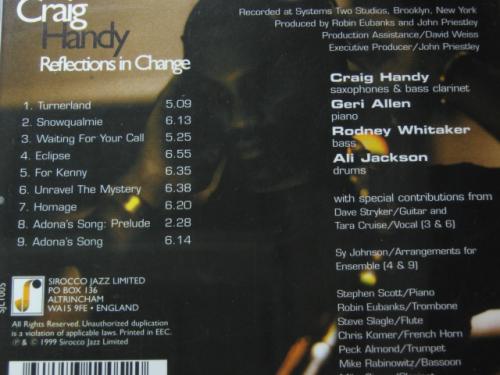 Craig
Handy
Reflections in Change
1. Turnerland 5.09
2. Snowqualmie 6.13
3. Waiting For Your Call 5.25
4. Eclipse 6.55
5. For Kenny 6.35
6. Unravel The Mystery 6.38
7. Homage 6.20
8. Adona's Song: Prelude 2.28
9. Adona's Song 6.14
SIROCCO JAZZ LIMITED
PO BOX 136
ALTRINCHAM
WA15 9FE • ENGLAND
All Rights Reserved. Unauthorized duplication
is a violation of applicable laws. Printed in EEC.
℗ & © 1999 Sirocco Jazz Limited
SJL1005
Recorded at Systems Two Studios, Brooklyn, New York
Produced by Robin Eubanks and John Priestley
Production Assistance/David Weiss
Executive Producer/John Priestley
Craig Handy
saxophones & bass clarinet
Geri Allen
piano
Rodney Whitaker
bass
Ali Jackson
drums
with special contributions from
Dave Stryker/Guitar and
Tara Cruise/Vocal (3 & 6)
Sy Johnson/Arrangements for
Ensemble [4 & 9]
Stephen Scott/Piano
Robin Eubanks/Trombone
Steve Slagle/Flute
Chris Komer/French Horn
Peck Almond/Trumpet
Mike Rabinowitz/Bassoon